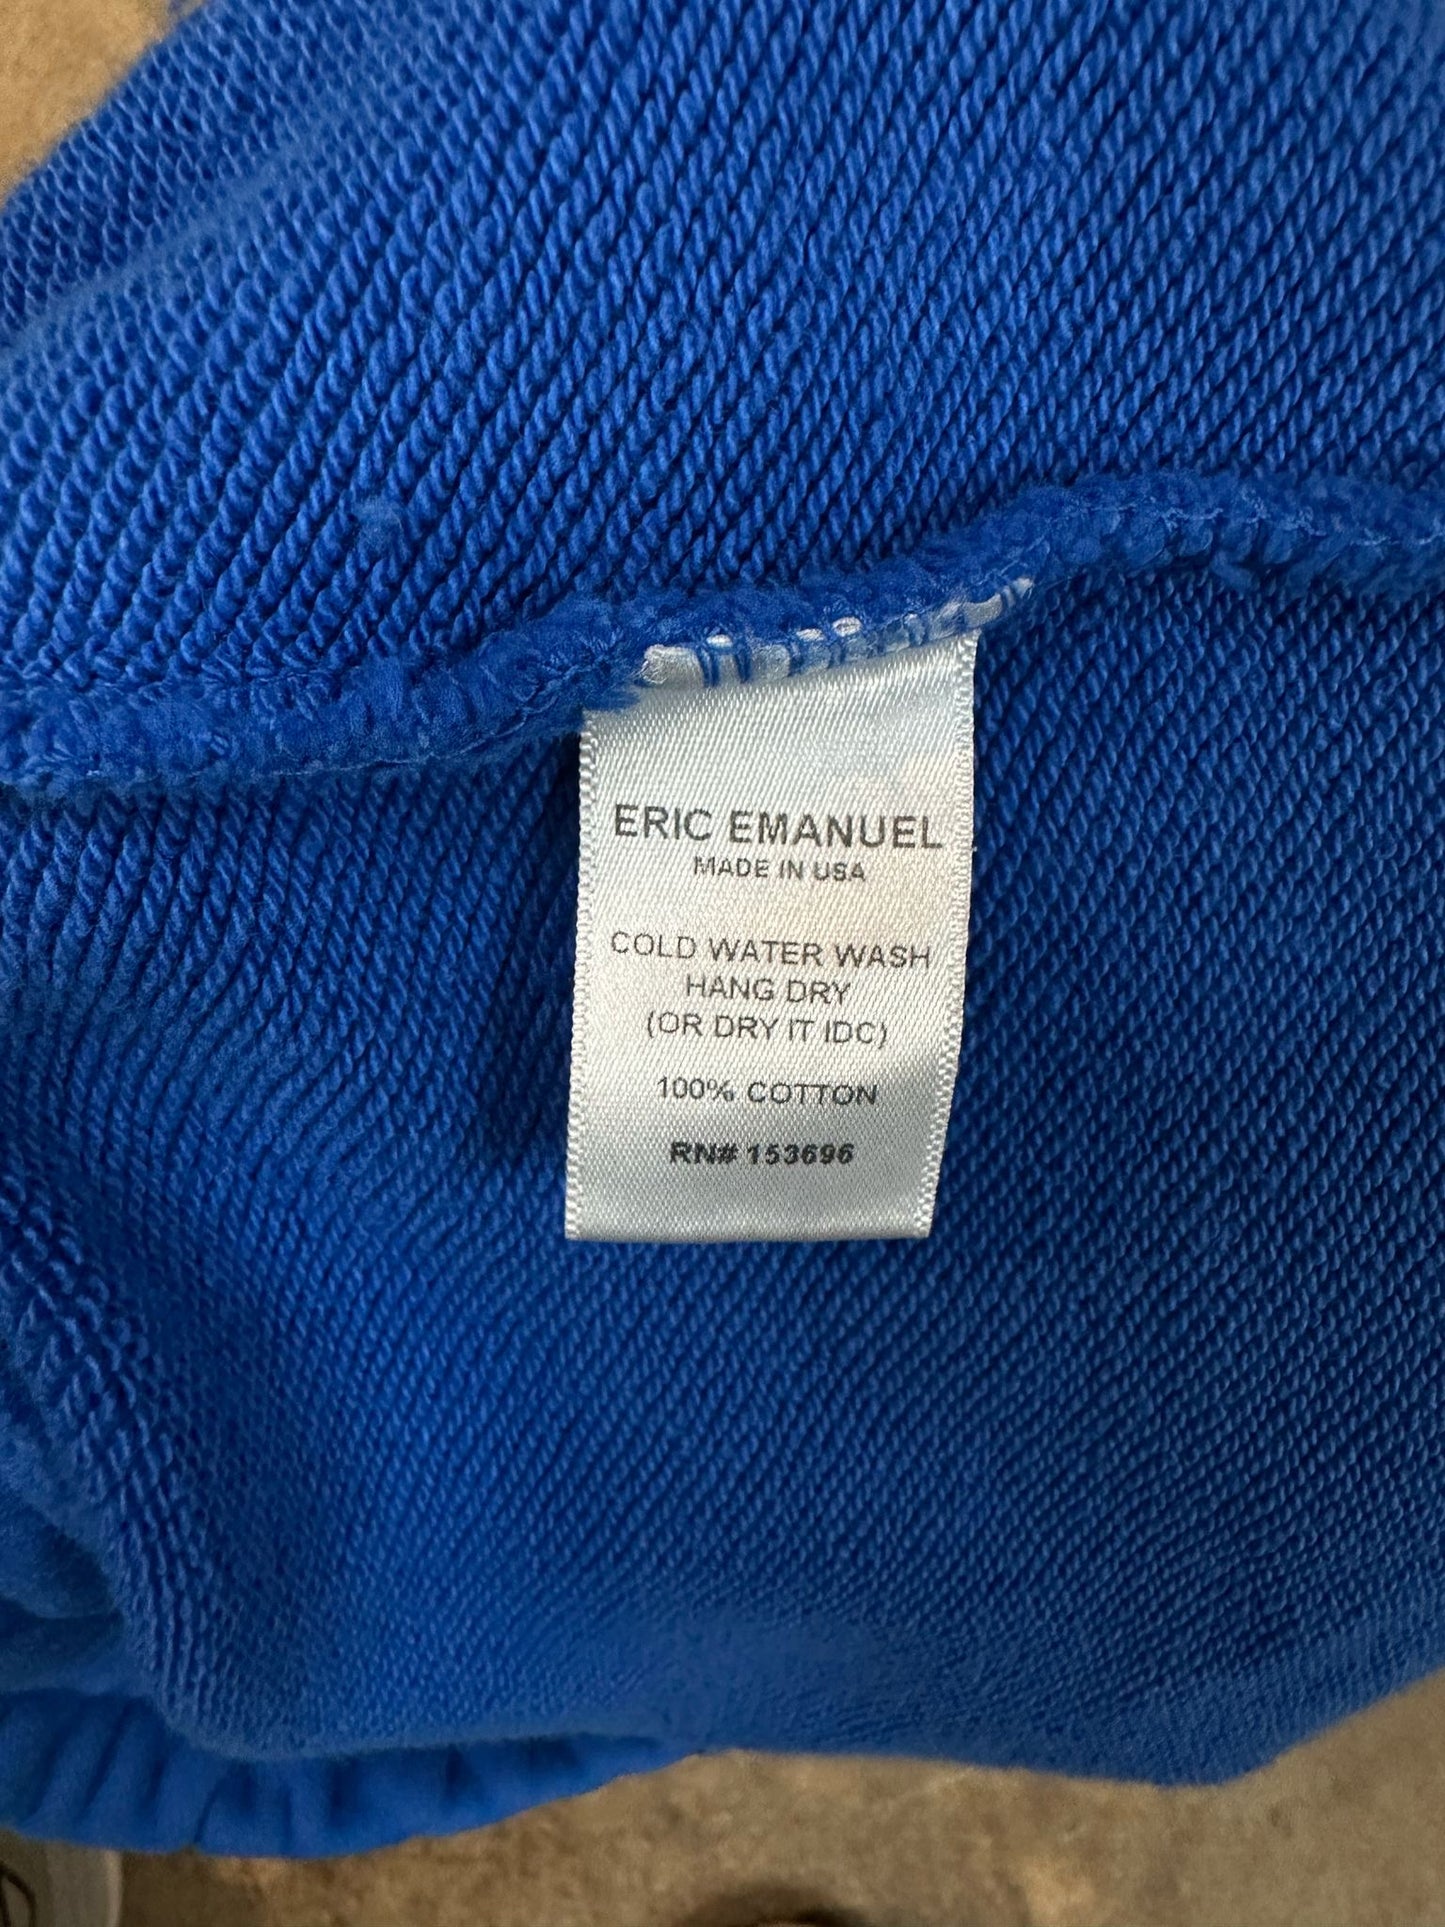 ERIC EMANUEL
MADE IN USA
COLD WATER WASH
HANG DRY
(OR DRY IT IDC)
100% COTTON
RN# 153696